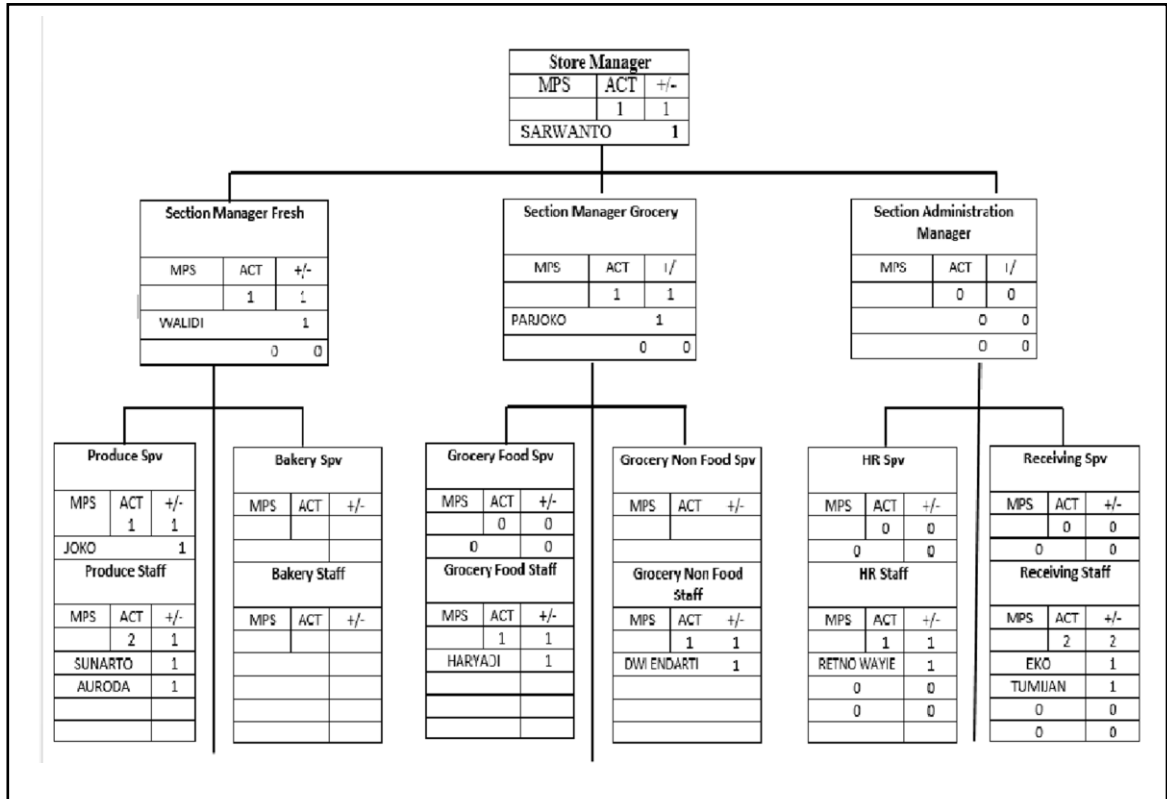 Store Manager
MPS ACT +/-
1 1
SARWANTO 1
Section Manager Fresh
MPS ACT +/-
1 1
WALIDI 1
0 0
Section Manager Grocery
MPS ACT I/
1 1
PARJOKO 1
0 0
Section Administration
Manager
MPS ACT I/
0 0
0 0
0 0
Produce Spv
MPS ACT +/-
1 1
JOKO 1
Produce Staff
MPS ACT +/-
2 1
SUNARTO 1
AURODA 1
Bakery Spv
MPS ACT +/-
Bakery Staff
MPS ACT +/-
Grocery Food Spv
MPS ACT +/-
0 0
0 0
Grocery Food Staff
MPS ACT +/-
1 1
HARYADI 1
Grocery Non Food Spv
MPS ACT +/-
Grocery Non Food
Staff
MPS ACT +/-
1 1
DWI ENDARTI 1
HR Spv
MPS ACT +/-
0 0
0 0
HR Staff
MPS ACT +/-
1 1
RETNO WAYIE 1
0 0
0 0
Receiving Spv
MPS ACT +/-
0 0
0 0
Receiving Staff
MPS ACT +/-
2 2
EKO 1
TUMIJAN 1
0 0
0 0